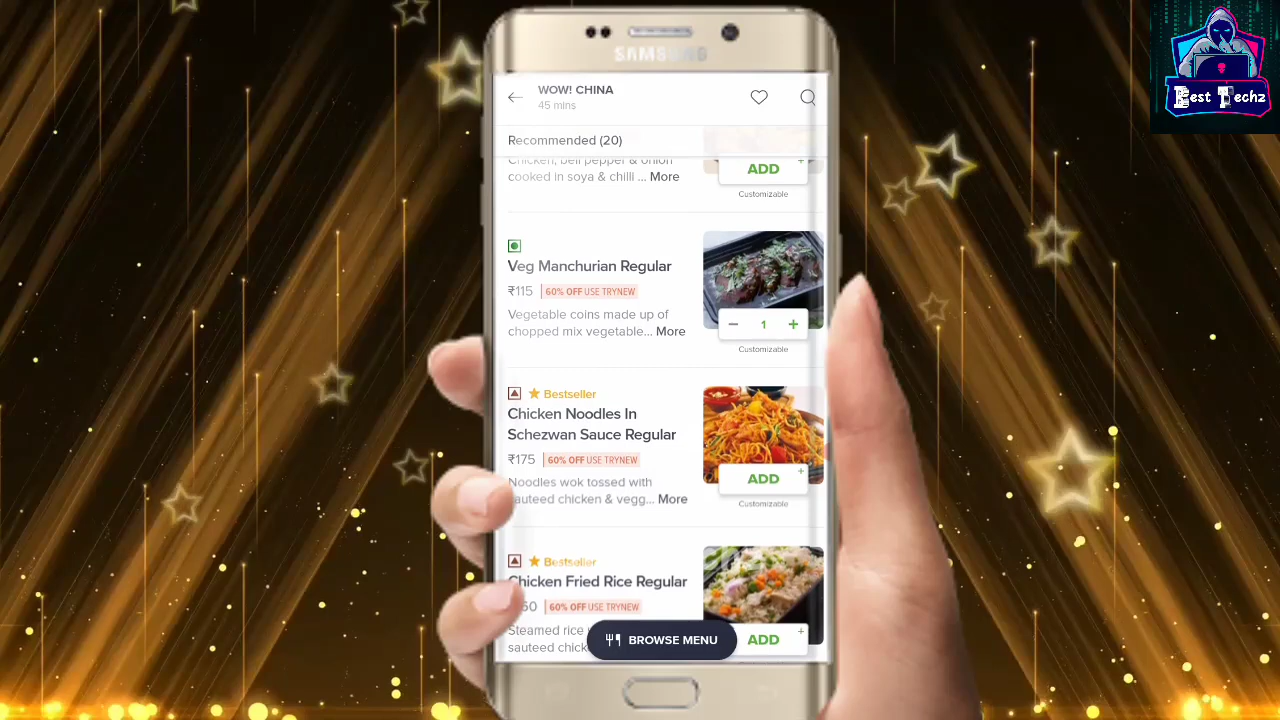 SAMSUNG
Best Techz
WOW! CHINA
45 mins
Recommended (20)
Chicken, bell pepper & onion
cooked in soya & chilli ... More
ADD
+
Customizable
Veg Manchurian Regular
₹115 60% OFF USE TRYNEW
Vegetable coins made up of
chopped mix vegetable... More
− 1 +
Customizable
Bestseller
Chicken Noodles In
Schezwan Sauce Regular
₹175 60% OFF USE TRYNEW
Noodles wok tossed with
sauteed chicken & vegg... More
ADD
+
Customizable
Bestseller
Chicken Fried Rice Regular
60% OFF USE TRYNEW
Steamed rice
sauteed chick
ADD
+
BROWSE MENU